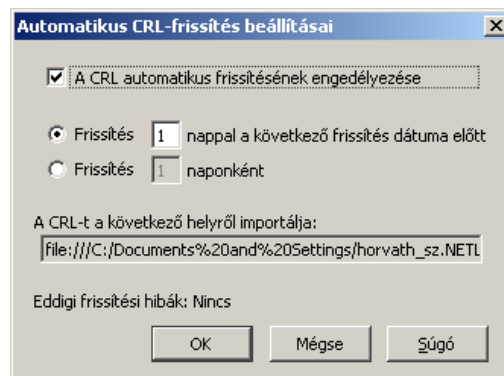 Automatikus CRL-frissítés beállításai
A CRL automatikus frissítésének engedélyezése
Frissítés 1 nappal a következő frissítés dátuma előtt
Frissítés 1 naponként
A CRL-t a következő helyről importálja:
file:///C:/Documents%20and%20Settings/horvath_sz.NETL
Eddigi frissítési hibák: Nincs
OK Mégse Súgó